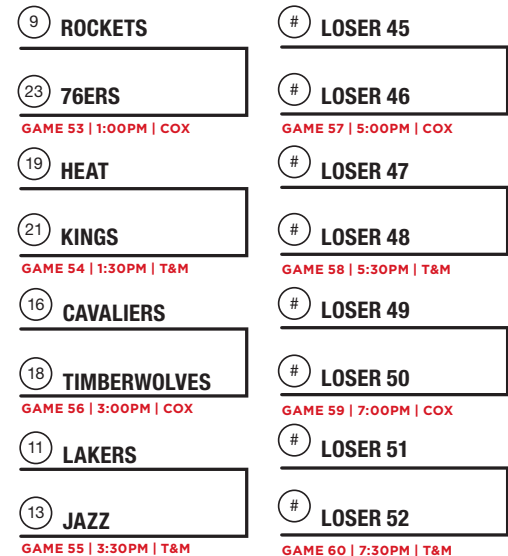 9 ROCKETS
23 76ERS
GAME 53 | 1:00PM | COX
19 HEAT
21 KINGS
GAME 54 | 1:30PM | T&M
16 CAVALIERS
18 TIMBERWOLVES
GAME 56 | 3:00PM | COX
11 LAKERS
13 JAZZ
GAME 55 | 3:30PM | T&M
# LOSER 45
# LOSER 46
GAME 57 | 5:00PM | COX
# LOSER 47
# LOSER 48
GAME 58 | 5:30PM | T&M
# LOSER 49
# LOSER 50
GAME 59 | 7:00PM | COX
# LOSER 51
# LOSER 52
GAME 60 | 7:30PM | T&M